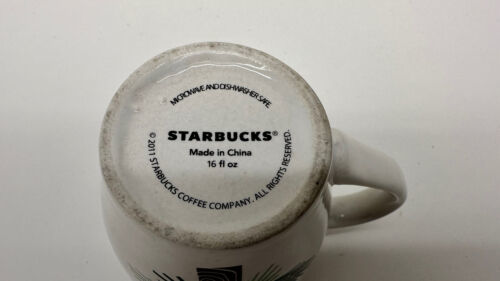 MICROWAVE AND DISHWASHER SAFE.
STARBUCKS®
Made in China
16 fl oz
© 2011 STARBUCKS COFFEE COMPANY. ALL RIGHTS RESERVED.